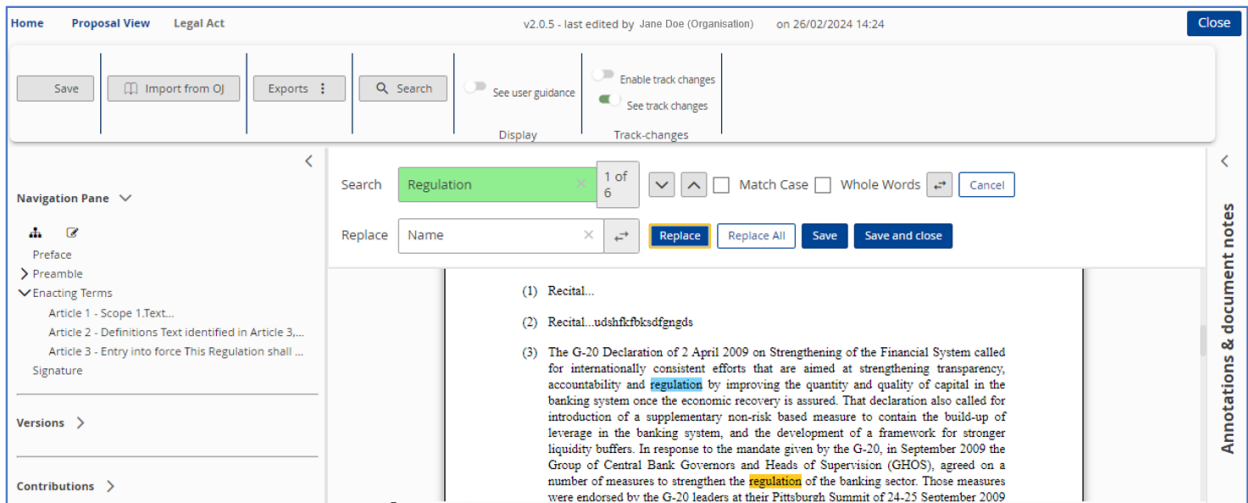 Home Proposal View Legal Act v2.0.5 - last edited by Jane Doe (Organisation) on 26/02/2024 14:24 Close
Save Import from OJ Exports Search See user guidance Enable track changes
See track changes
Display Track-changes
Search Regulation 1 of 6 Match Case Whole Words Cancel
Replace Name Replace Replace All Save Save and close
Navigation Pane
Preface
Preamble
Enacting Terms
Article 1 - Scope 1.Text...
Article 2 - Definitions Text identified in Article 3,...
Article 3 - Entry into force This Regulation shall ...
Signature
Versions
Contributions
(1) Recital...
(2) Recital...udshfkfbksdfgngds
(3) The G-20 Declaration of 2 April 2009 on Strengthening of the Financial System called
for internationally consistent efforts that are aimed at strengthening transparency,
accountability and regulation by improving the quantity and quality of capital in the
banking system once the economic recovery is assured. That declaration also called for
introduction of a supplementary non-risk based measure to contain the build-up of
leverage in the banking system, and the development of a framework for stronger
liquidity buffers. In response to the mandate given by the G-20, in September 2009 the
Group of Central Bank Governors and Heads of Supervision (GHOS), agreed on a
number of measures to strengthen the regulation of the banking sector. Those measures
were endorsed by the G-20 leaders at their Pittsburgh Summit of 24-25 September 2009
Annotations & document notes